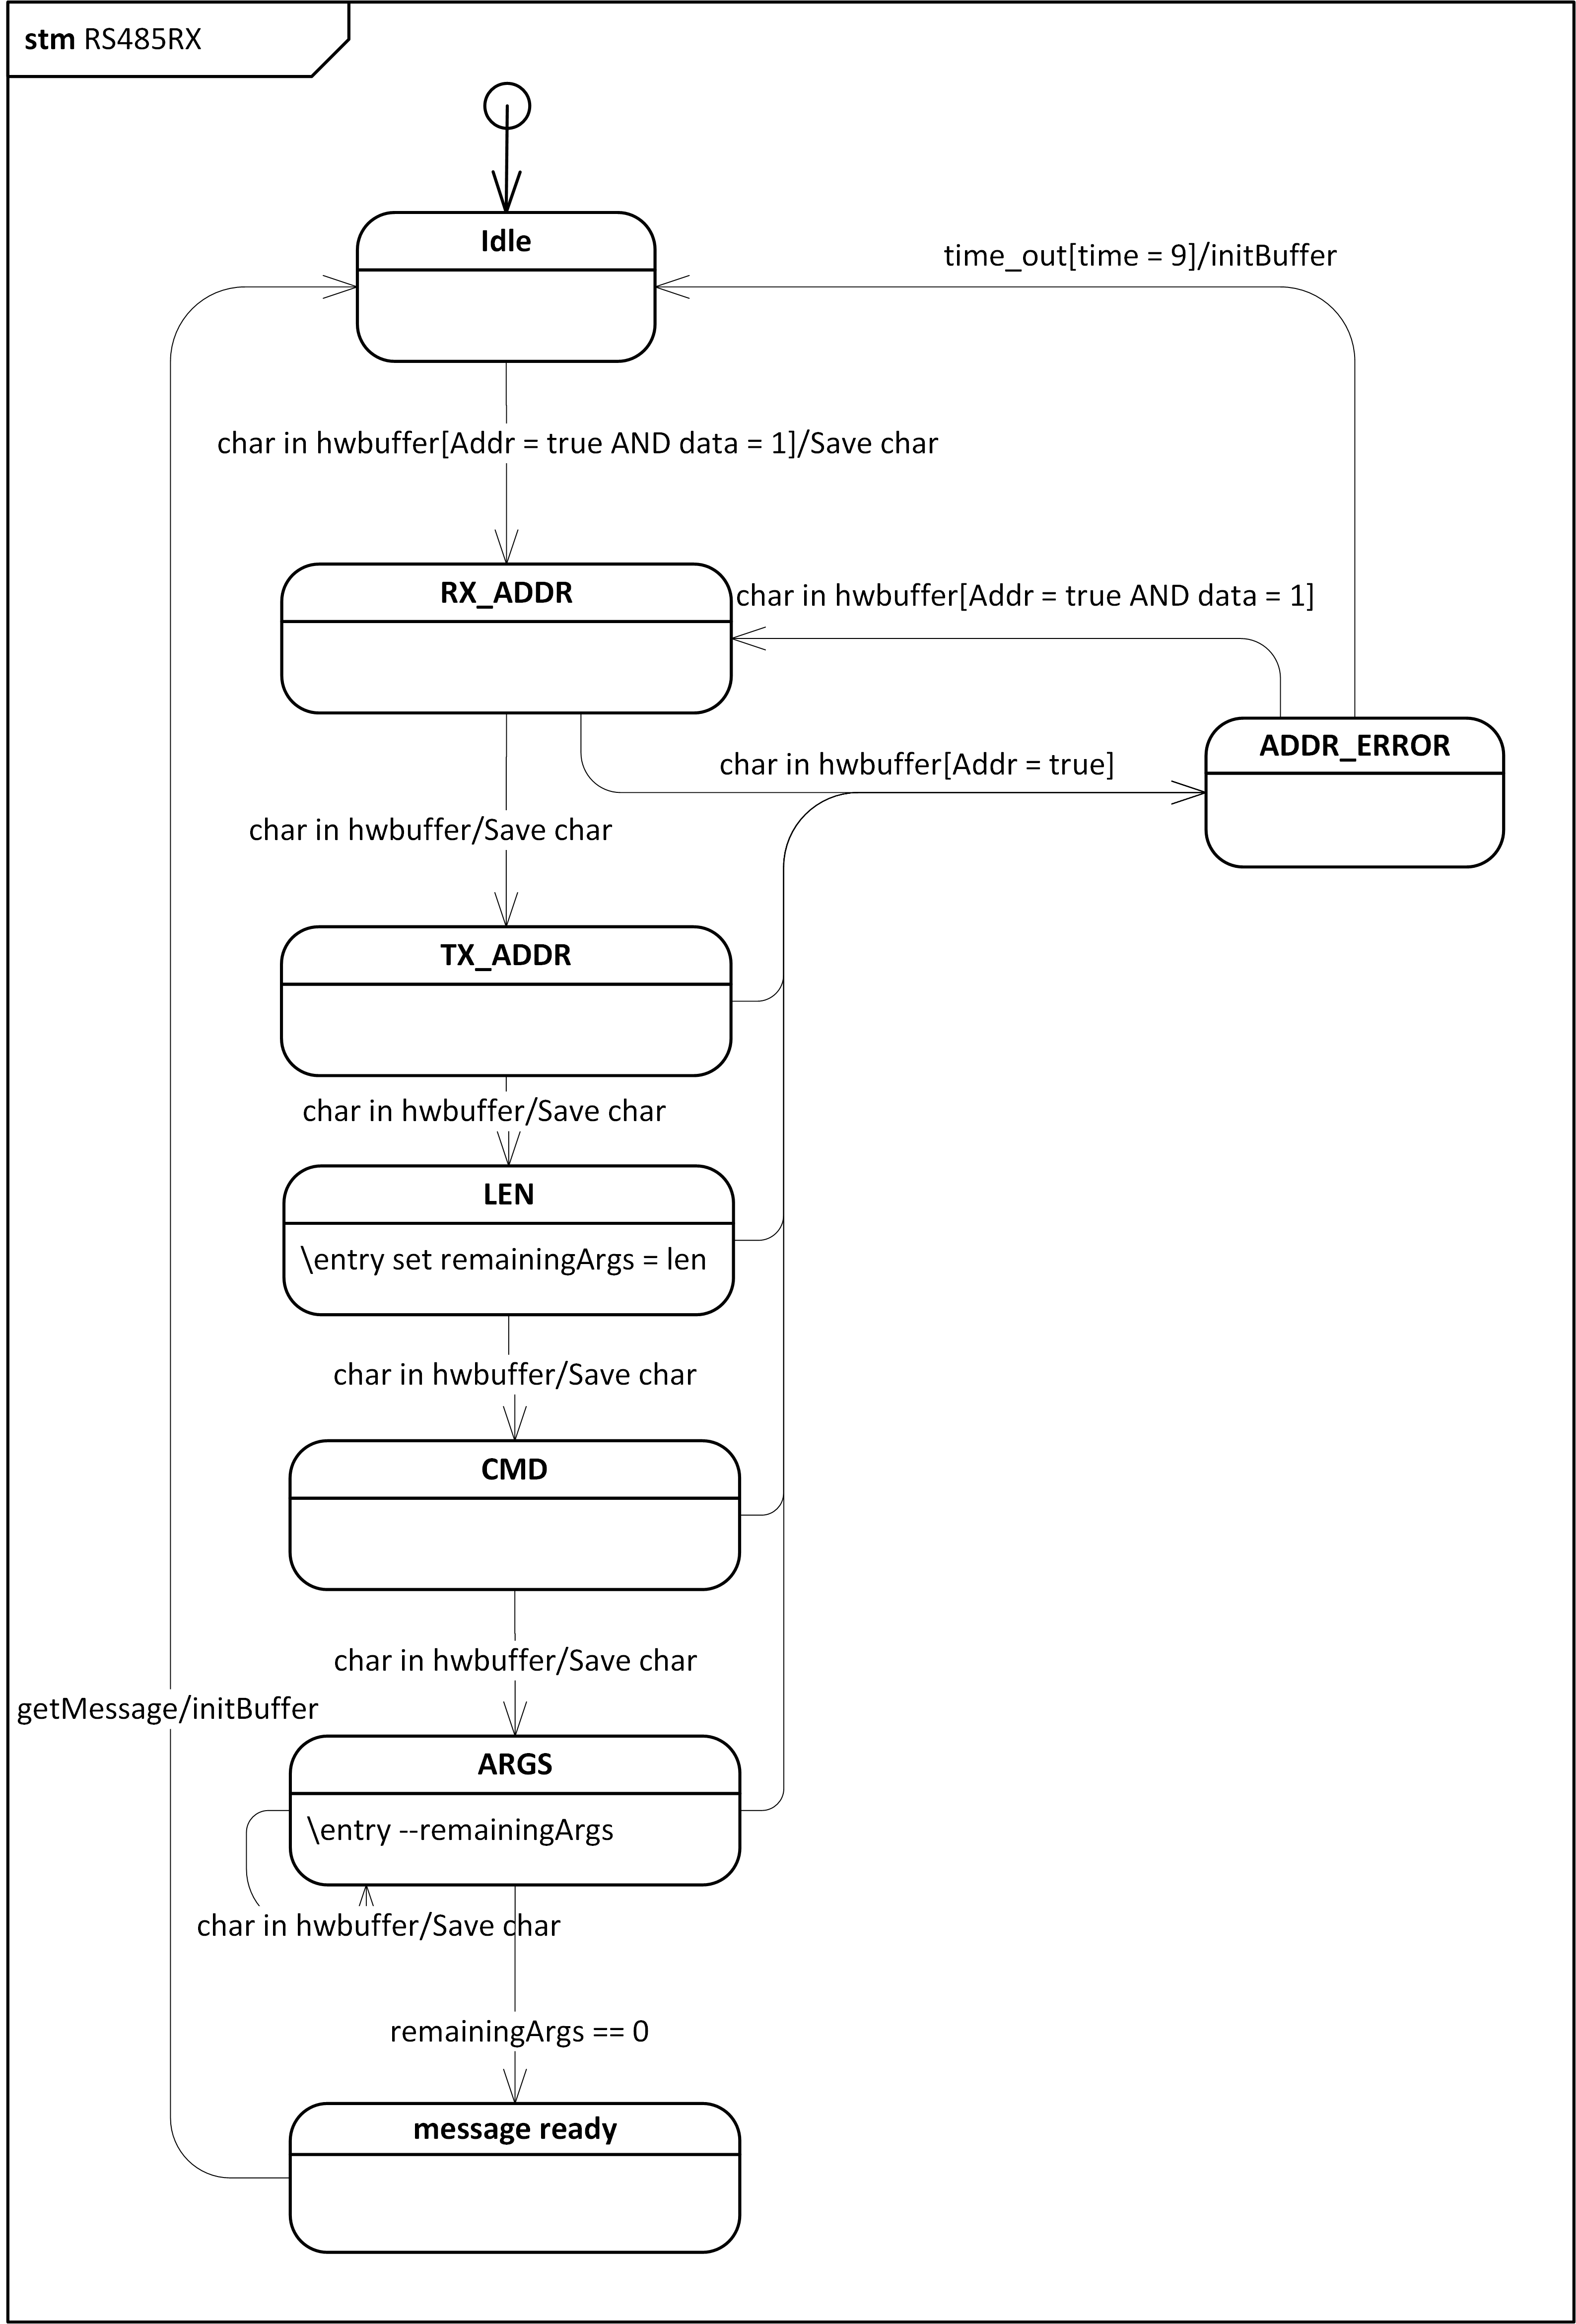 stm RS485RX
Idle
time_out[time = 9]/initBuffer
char in hwbuffer[Addr = true AND data = 1]/Save char
RX_ADDR
char in hwbuffer[Addr = true AND data = 1]
ADDR_ERROR
char in hwbuffer[Addr = true]
char in hwbuffer/Save char
TX_ADDR
char in hwbuffer/Save char
LEN
\entry set remainingArgs = len
char in hwbuffer/Save char
CMD
char in hwbuffer/Save char
getMessage/initBuffer
ARGS
\entry --remainingArgs
char in hwbuffer/Save char
remainingArgs == 0
message ready